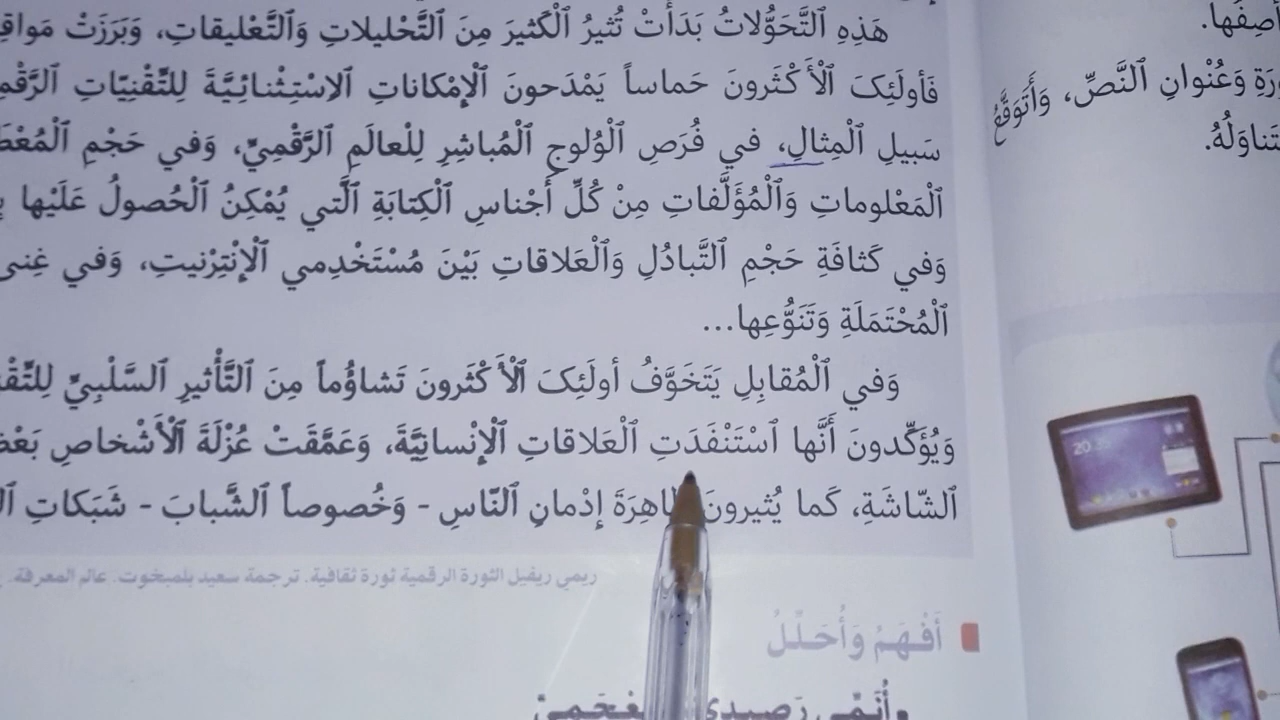 أَصِفُها.
وَعُنْوانِ ٱلنَّصِّ، وَأَتَوَقَّعُ
هَذِهِ ٱلتَّحَوُّلاتُ بَدَأَتْ تُثيرُ ٱلْكَثيرَ مِنَ ٱلتَّحْليلاتِ وَٱلتَّعْليقاتِ، وَبَرَزَتْ
فَأولَئِكَ ٱلْأَكْثَرونَ حَماساً يَمْدَحونَ ٱلْإِمْكاناتِ ٱلاِسْتِثْنائِيَّةَ لِلتِّقْنِيّاتِ
سَبيلِ ٱلْمِثالِ، في فُرَصِ ٱلْوُلوجِ ٱلْمُباشِرِ لِلْعالَمِ ٱلرَّقْمِيِّ، وَفي حَجْمِ
ٱلْمَعْلوماتِ وَٱلْمُؤَلَّفاتِ مِنْ كُلِّ أَجْناسِ ٱلْكِتابَةِ ٱلَّتي يُمْكِنُ ٱلْحُصولُ عَلَيْها
وَفي كَثافَةِ حَجْمِ ٱلتَّبادُلِ وَٱلْعَلاقاتِ بَيْنَ مُسْتَخْدِمي ٱلْإِنْتِرْنيتِ، وَفي غِنى
ٱلْمُحْتَمَلَةِ وَتَنَوُّعِها...
وَفي ٱلْمُقابِلِ يَتَخَوَّفُ أولَئِكَ ٱلْأَكْثَرونَ تَشاؤُماً مِنَ ٱلتَّأْثيرِ ٱلسَّلْبِيِّ
وَيُؤَكِّدونَ أَنَّها ٱسْتَنْفَدَتِ ٱلْعَلاقاتِ ٱلْإِنْسانِيَّةَ، وَعَمَّقَتْ عُزْلَةَ ٱلْأَشْخاصِ
ٱلشّاشَةِ، كَما يُثيرونَ إِدْمانِ ٱلنّاسِ - وَخُصوصاً ٱلشَّبابَ - شَبَكاتِ
ريمي ريفيل الثورة الرقمية ثورة ثقافية. ترجمة سعيد بلمبخوت. عالم المعرفة.
أَفْهَمُ وَأُحَلِّلُ